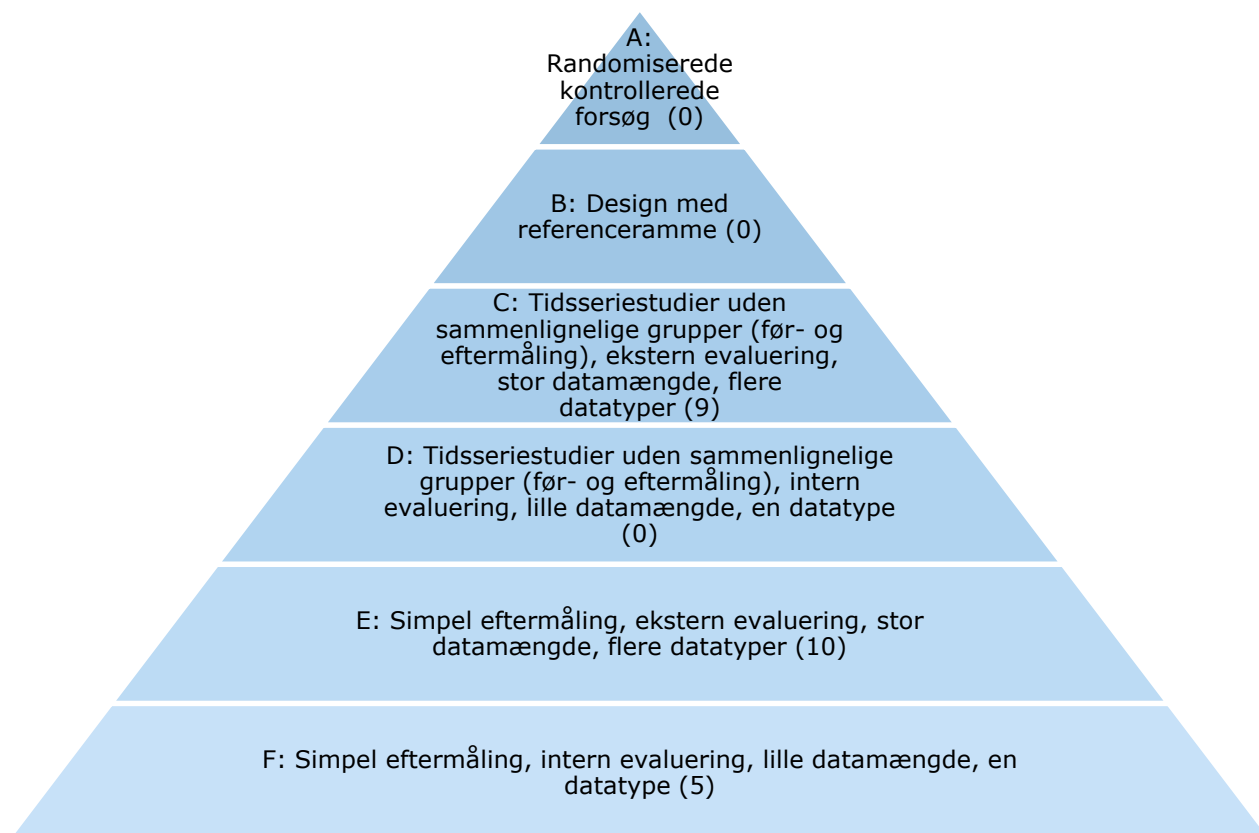 A:
Randomiserede
kontrollerede
forsøg  (0)
B: Design med
referenceramme (0)
C: Tidsseriestudier uden
sammenlignelige grupper (før- og
eftermåling), ekstern evaluering,
stor datamængde, flere
datatyper (9)
D: Tidsseriestudier uden sammenlignelige
grupper (før- og eftermåling), intern
evaluering, lille datamængde, en datatype
(0)
E: Simpel eftermåling, ekstern evaluering, stor
datamængde, flere datatyper (10)
F: Simpel eftermåling, intern evaluering, lille datamængde, en
datatype (5)